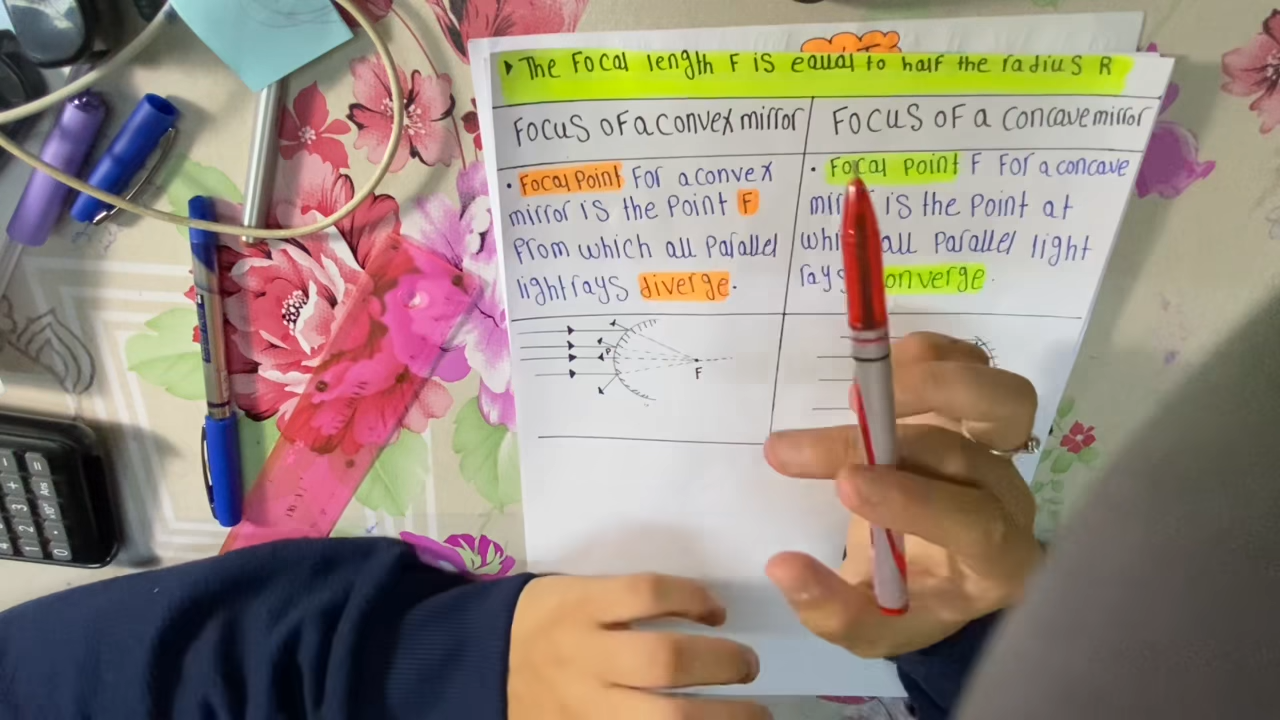 ‣ The Focal length F is equal to half the radius R
Focus of a convex mirror
• Focal Point For a convex
mirror is the Point F
From which all Parallel
light rays diverge.
P
F
Focus of a concave mirror
• Focal Point F For a concave
is the Point at
all Parallel light
rays